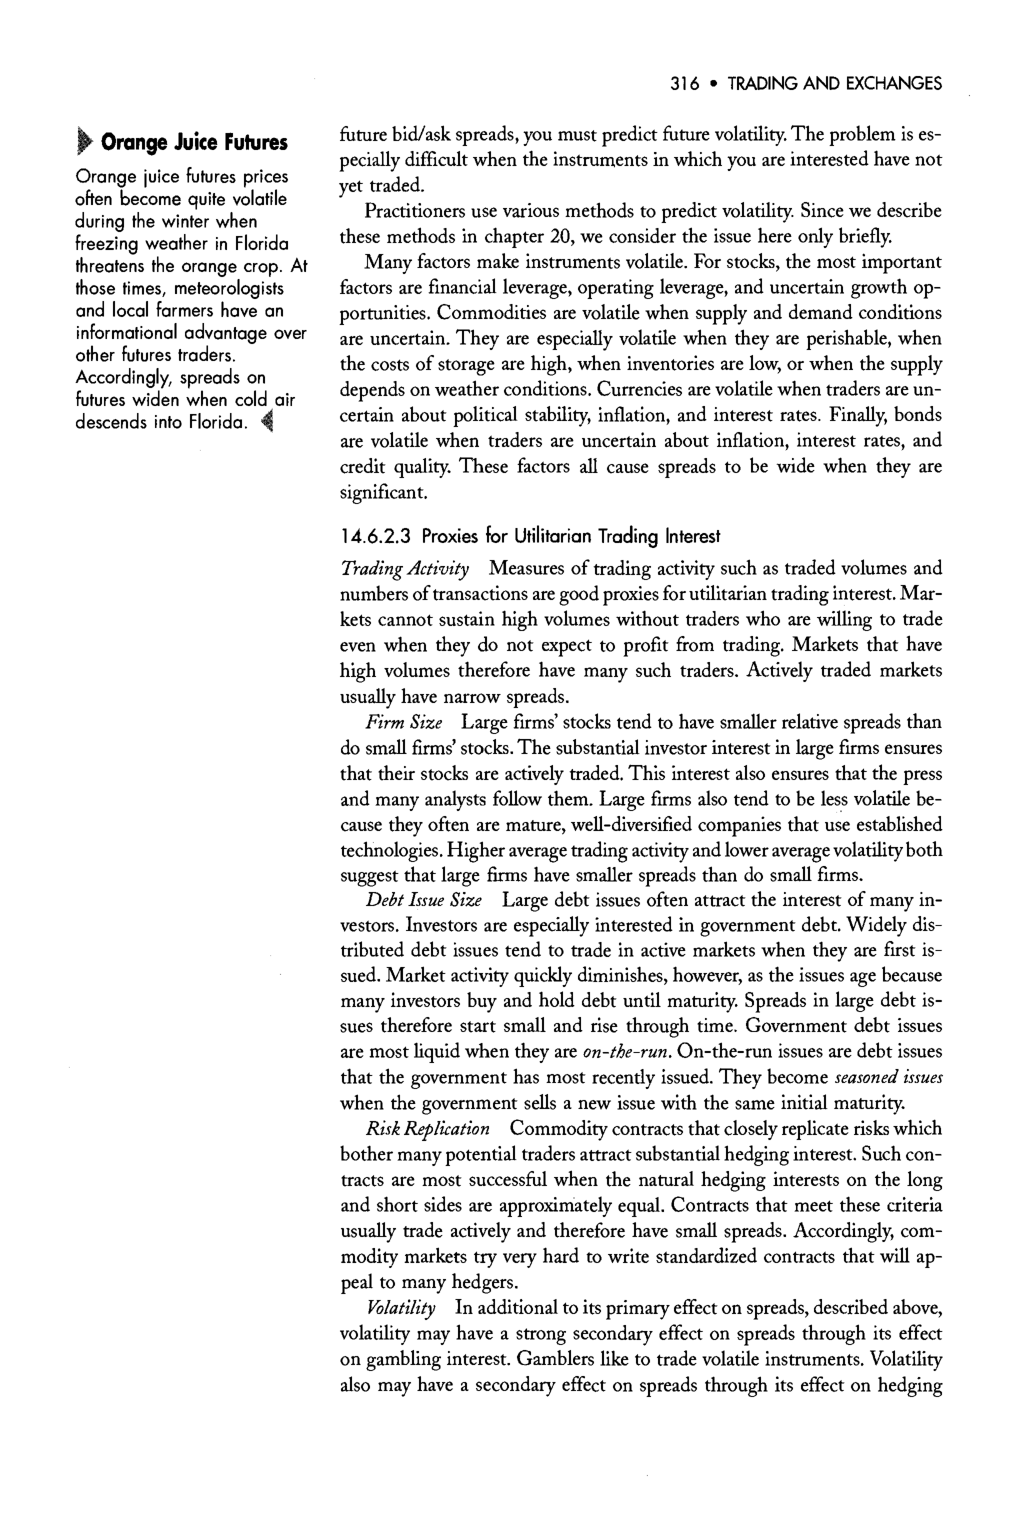 316 • TRADING AND EXCHANGES
Orange Juice Futures
Orange juice futures prices
often become quite volatile
during the winter when
freezing weather in Florida
threatens the orange crop. At
those times, meteorologists
and local farmers have an
informational advantage over
other futures traders.
Accordingly, spreads on
futures widen when cold air
descends into Florida.
future bid/ask spreads, you must predict future volatility. The problem is es-
pecially difficult when the instruments in which you are interested have not
yet traded.
Practitioners use various methods to predict volatility. Since we describe
these methods in chapter 20, we consider the issue here only briefly.
Many factors make instruments volatile. For stocks, the most important
factors are financial leverage, operating leverage, and uncertain growth op-
portunities. Commodities are volatile when supply and demand conditions
are uncertain. They are especially volatile when they are perishable, when
the costs of storage are high, when inventories are low, or when the supply
depends on weather conditions. Currencies are volatile when traders are un-
certain about political stability, inflation, and interest rates. Finally, bonds
are volatile when traders are uncertain about inflation, interest rates, and
credit quality. These factors all cause spreads to be wide when they are
significant.
14.6.2.3 Proxies for Utilitarian Trading Interest
Trading Activity Measures of trading activity such as traded volumes and
numbers of transactions are good proxies for utilitarian trading interest. Mar-
kets cannot sustain high volumes without traders who are willing to trade
even when they do not expect to profit from trading. Markets that have
high volumes therefore have many such traders. Actively traded markets
usually have narrow spreads.
Firm Size Large firms' stocks tend to have smaller relative spreads than
do small firms' stocks. The substantial investor interest in large firms ensures
that their stocks are actively traded. This interest also ensures that the press
and many analysts follow them. Large firms also tend to be less volatile be-
cause they often are mature, well-diversified companies that use established
technologies. Higher average trading activity and lower average volatility both
suggest that large firms have smaller spreads than do small firms.
Debt Issue Size Large debt issues often attract the interest of many in-
vestors. Investors are especially interested in government debt. Widely dis-
tributed debt issues tend to trade in active markets when they are first is-
sued. Market activity quickly diminishes, however, as the issues age because
many investors buy and hold debt until maturity. Spreads in large debt is-
sues therefore start small and rise through time. Government debt issues
are most liquid when they are on-the-run. On-the-run issues are debt issues
that the government has most recently issued. They become seasoned issues
when the government sells a new issue with the same initial maturity.
Risk Replication Commodity contracts that closely replicate risks which
bother many potential traders attract substantial hedging interest. Such con-
tracts are most successful when the natural hedging interests on the long
and short sides are approximately equal. Contracts that meet these criteria
usually trade actively and therefore have small spreads. Accordingly, com-
modity markets try very hard to write standardized contracts that will ap-
peal to many hedgers.
Volatility In additional to its primary effect on spreads, described above,
volatility may have a strong secondary effect on spreads through its effect
on gambling interest. Gamblers like to trade volatile instruments. Volatility
also may have a secondary effect on spreads through its effect on hedging